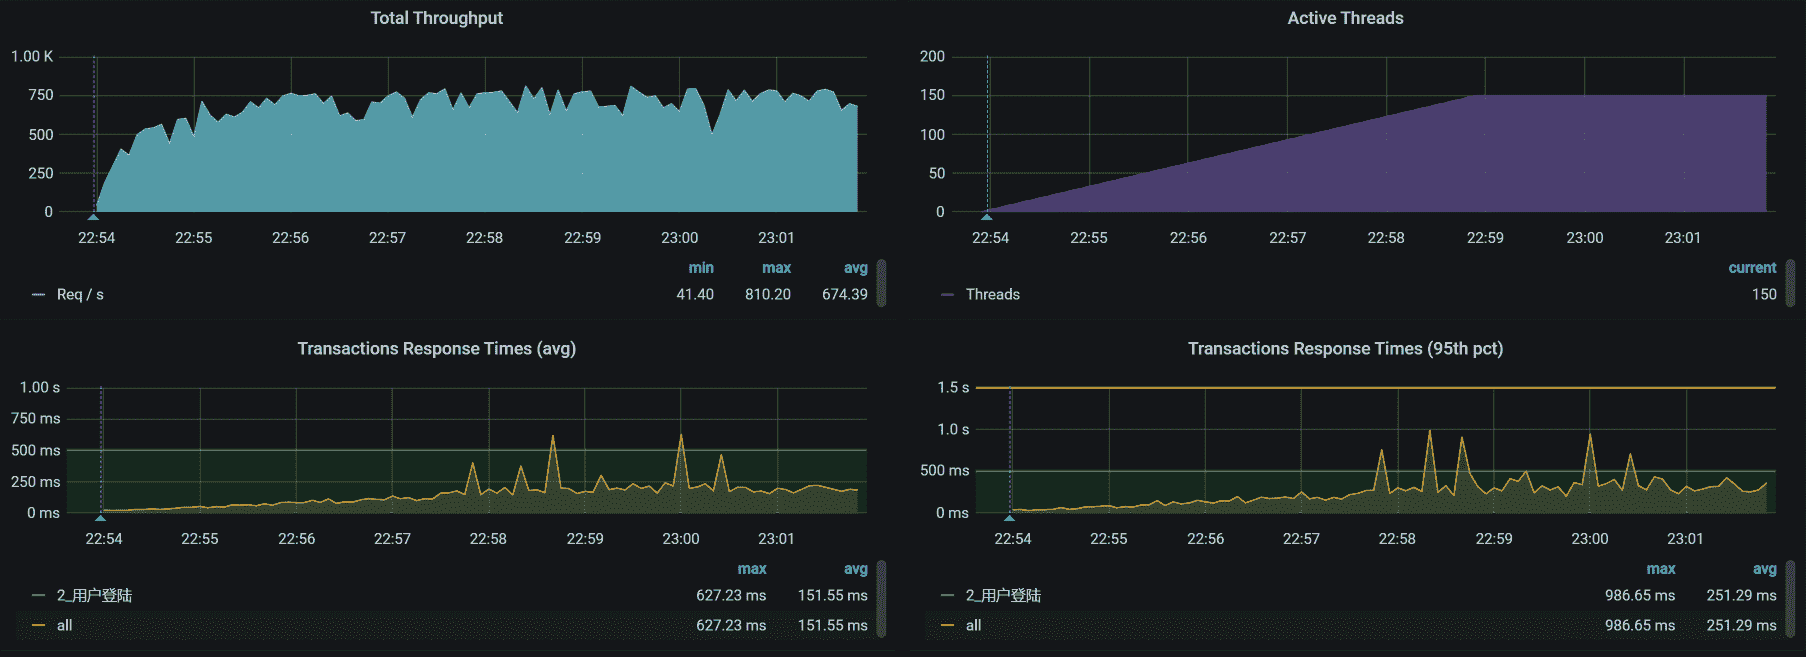 Total Throughput
1.00 K
750
500
250
0
22:54 22:55 22:56 22:57 22:58 22:59 23:00 23:01
min max avg
Req / s 41.40 810.20 674.39
Active Threads
200
150
100
50
0
22:54 22:55 22:56 22:57 22:58 22:59 23:00 23:01
current
Threads 150
Transactions Response Times (avg)
1.00 s
750 ms
500 ms
250 ms
0 ms
22:54 22:55 22:56 22:57 22:58 22:59 23:00 23:01
max avg
2_用户登陆 627.23 ms 151.55 ms
all 627.23 ms 151.55 ms
Transactions Response Times (95th pct)
1.5 s
1.0 s
500 ms
0 ms
22:54 22:55 22:56 22:57 22:58 22:59 23:00 23:01
max avg
2_用户登陆 986.65 ms 251.29 ms
all 986.65 ms 251.29 ms